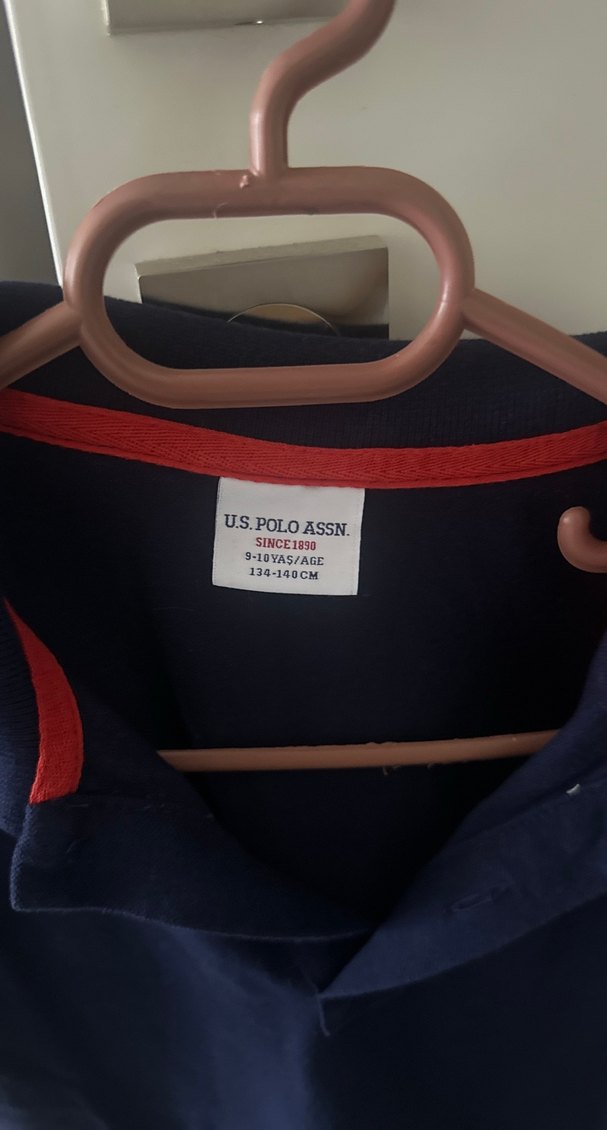 U.S. POLO ASSN.
SINCE1890
9-10YAŞ/AGE
134-140CM